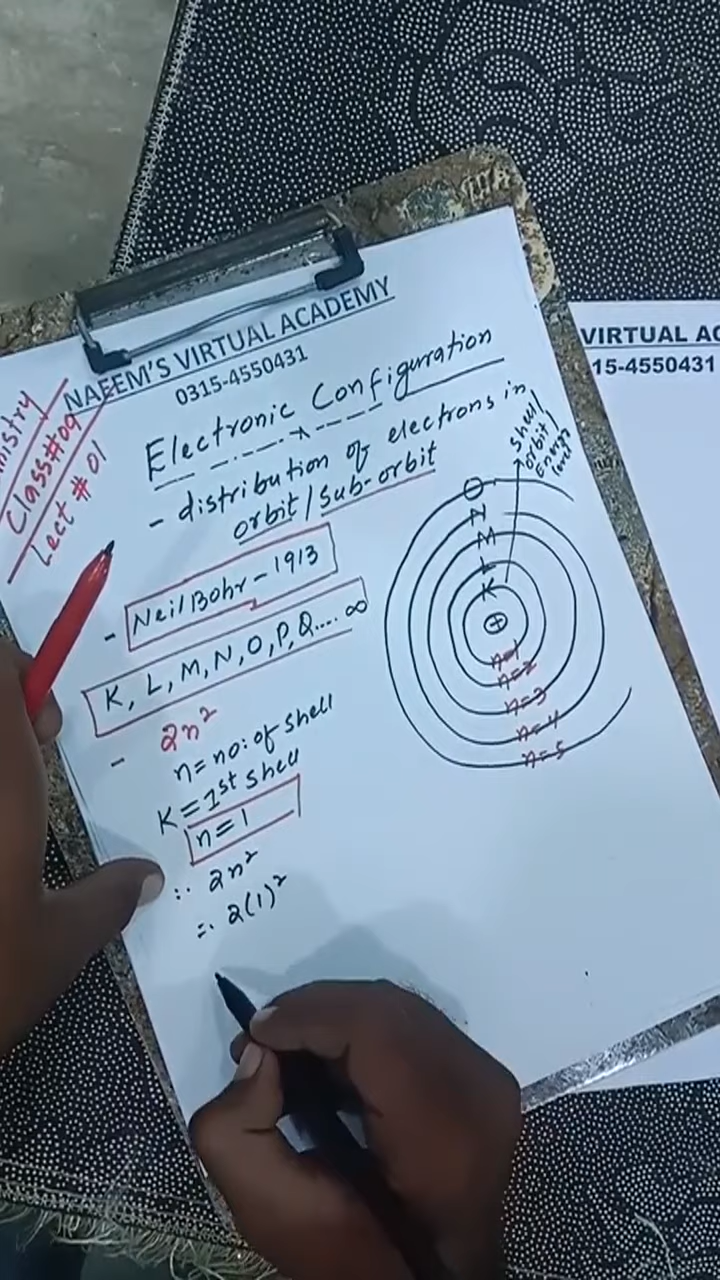 NAEEM'S VIRTUAL ACADEMY
0315-4550431
VIRTUAL AC
15-4550431
mistry
Class#09
Lect # 01
Electronic Configuration
- distribution of electrons in
orbit / Sub-orbit
- Neil Bohr - 1913
K, L, M, N, O, P, Q.... ∞
- 2n²
n = no: of shell
K = 1st shell
n = 1
∴ 2n²
∴ 2(1)²
shell/
orbit/
Energy
level
O
N
M
L
K
+
n=1
n=2
n=3
n=4
n=5